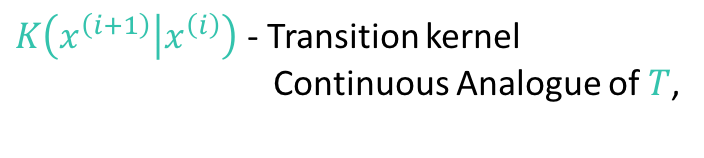 K(x^(i+1)|x^(i)) - Transition kernel
Continuous Analogue of T,